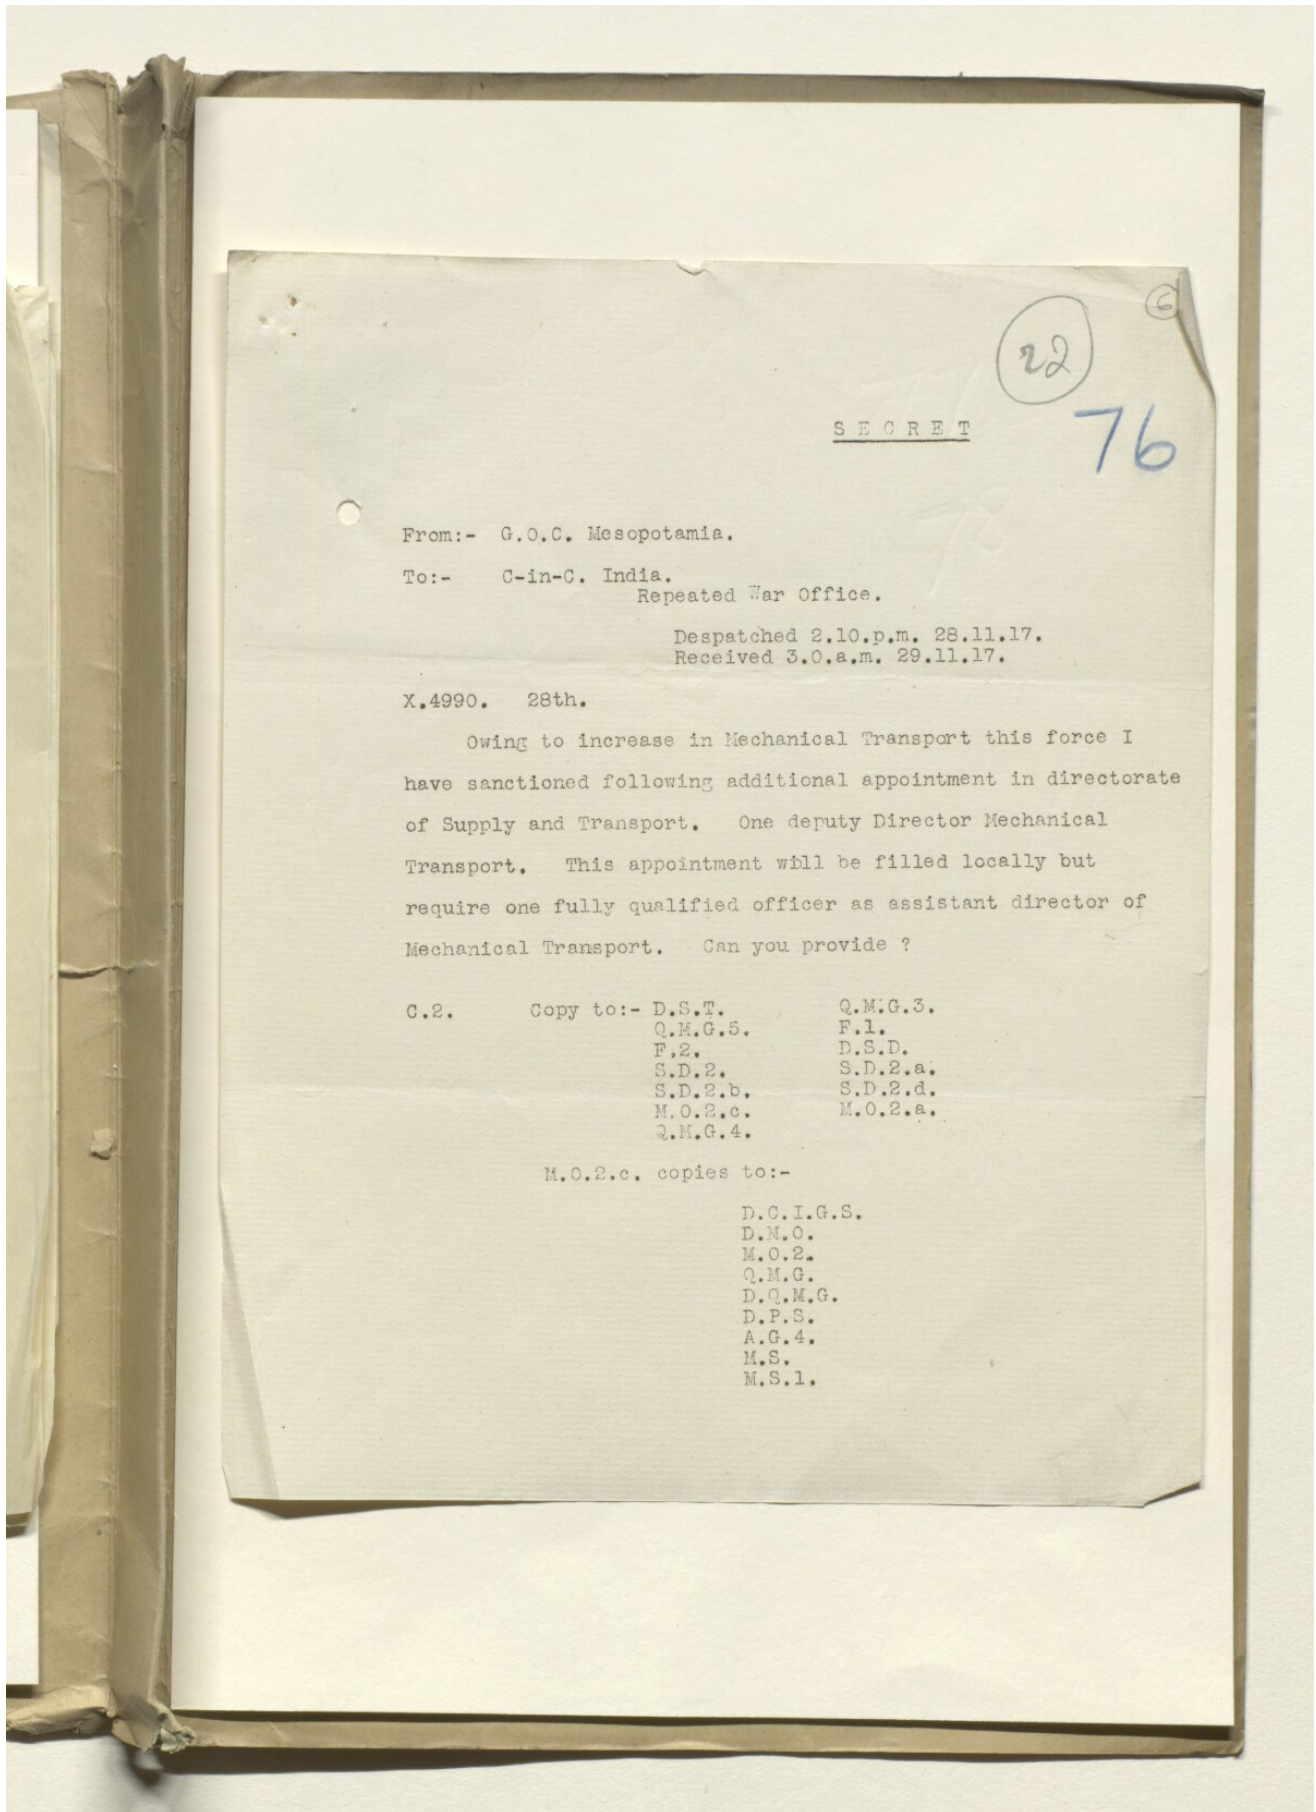 6
22
SECRET
76
From:- G.O.C. Mesopotamia.
To:- C-in-C. India.
Repeated War Office.
Despatched 2.10.p.m. 28.11.17.
Received 3.0.a.m. 29.11.17.
X.4990. 28th.
Owing to increase in Mechanical Transport this force I
have sanctioned following additional appointment in directorate
of Supply and Transport. One deputy Director Mechanical
Transport. This appointment wbll be filled locally but
require one fully qualified officer as assistant director of
Mechanical Transport. Can you provide ?
C.2. Copy to:- D.S.T. Q.M.G.3.
Q.M.G.5. F.1.
F.2. D.S.D.
S.D.2. S.D.2.a.
S.D.2.b. S.D.2.d.
M.O.2.c. M.O.2.a.
Q.M.G.4.
M.O.2.c. copies to:-
D.C.I.G.S.
D.M.O.
M.O.2.
Q.M.G.
D.Q.M.G.
D.P.S.
A.G.4.
M.S.
M.S.1.